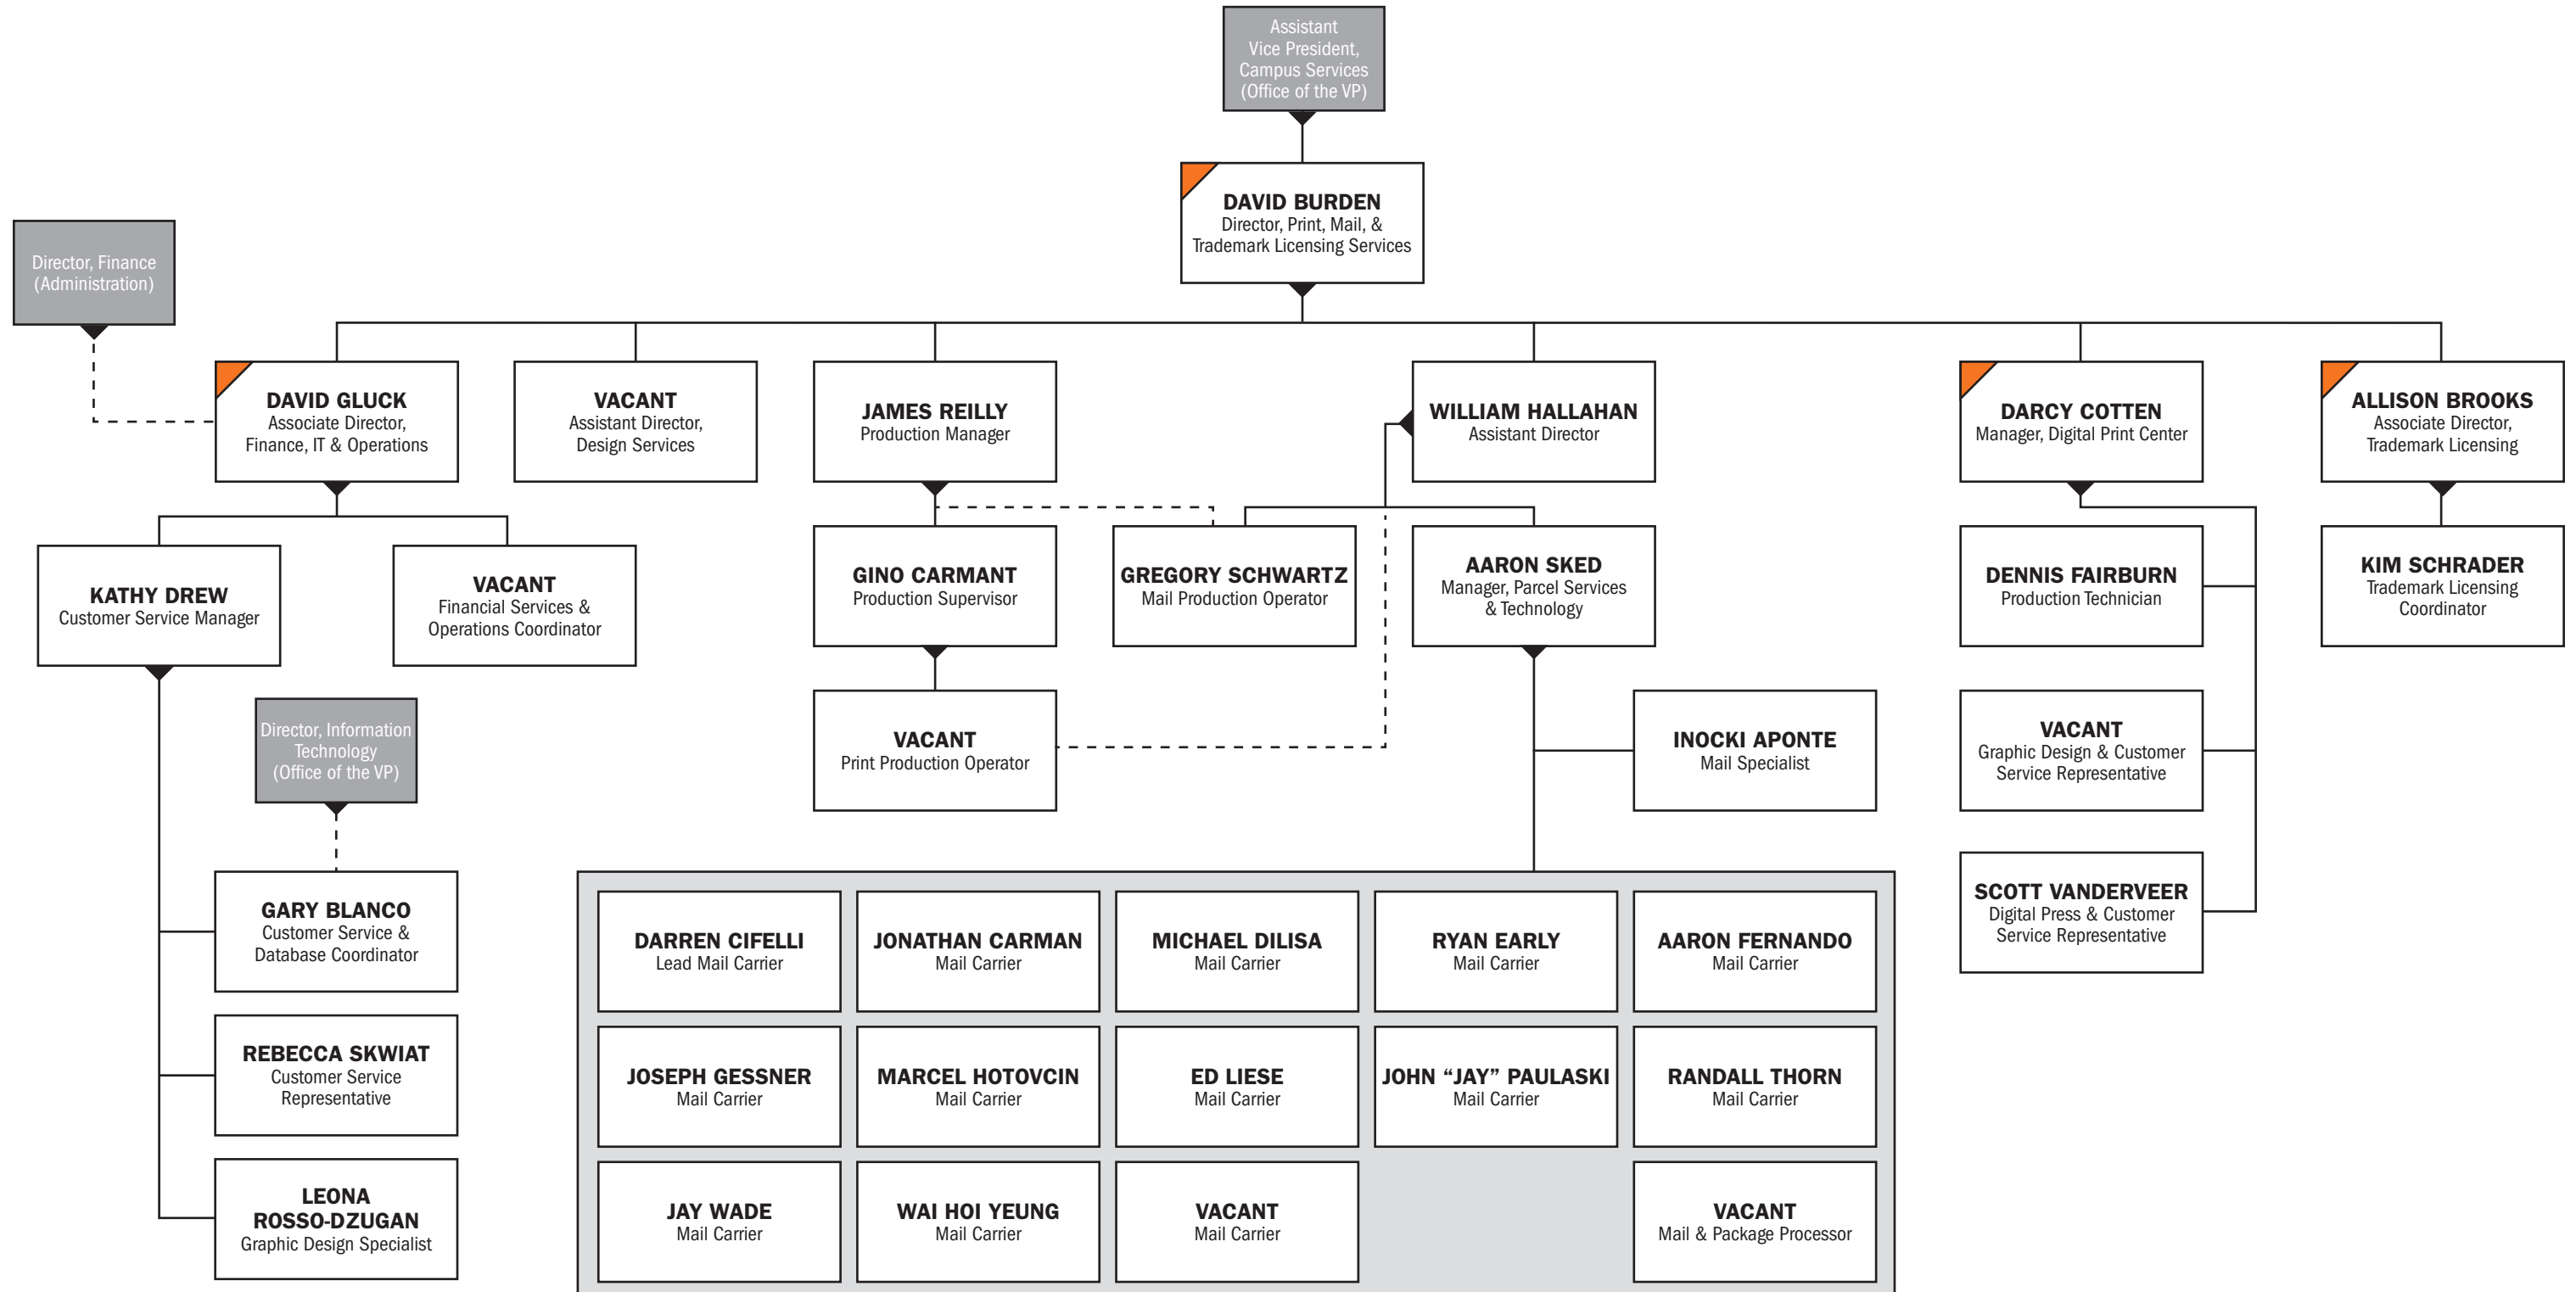 Assistant
Vice President,
Campus Services
(Office of the VP)
DAVID BURDEN
Director, Print, Mail, &
Trademark Licensing Services
Director, Finance
(Administration)
DAVID GLUCK
Associate Director,
Finance, IT & Operations
VACANT
Assistant Director,
Design Services
JAMES REILLY
Production Manager
WILLIAM HALLAHAN
Assistant Director
DARCY COTTEN
Manager, Digital Print Center
ALLISON BROOKS
Associate Director,
Trademark Licensing
KATHY DREW
Customer Service Manager
VACANT
Financial Services &
Operations Coordinator
GINO CARMANT
Production Supervisor
GREGORY SCHWARTZ
Mail Production Operator
AARON SKED
Manager, Parcel Services
& Technology
DENNIS FAIRBURN
Production Technician
KIM SCHRADER
Trademark Licensing
Coordinator
Director, Information
Technology
(Office of the VP)
VACANT
Print Production Operator
INOCKI APONTE
Mail Specialist
VACANT
Graphic Design & Customer
Service Representative
GARY BLANCO
Customer Service &
Database Coordinator
SCOTT VANDERVEER
Digital Press & Customer
Service Representative
REBECCA SKWIAT
Customer Service
Representative
LEONA
ROSSO-DZUGAN
Graphic Design Specialist
DARREN CIFELLI
Lead Mail Carrier
JONATHAN CARMAN
Mail Carrier
MICHAEL DILISA
Mail Carrier
RYAN EARLY
Mail Carrier
AARON FERNANDO
Mail Carrier
JOSEPH GESSNER
Mail Carrier
MARCEL HOTOVCIN
Mail Carrier
ED LIESE
Mail Carrier
JOHN “JAY” PAULASKI
Mail Carrier
RANDALL THORN
Mail Carrier
JAY WADE
Mail Carrier
WAI HOI YEUNG
Mail Carrier
VACANT
Mail Carrier
VACANT
Mail & Package Processor